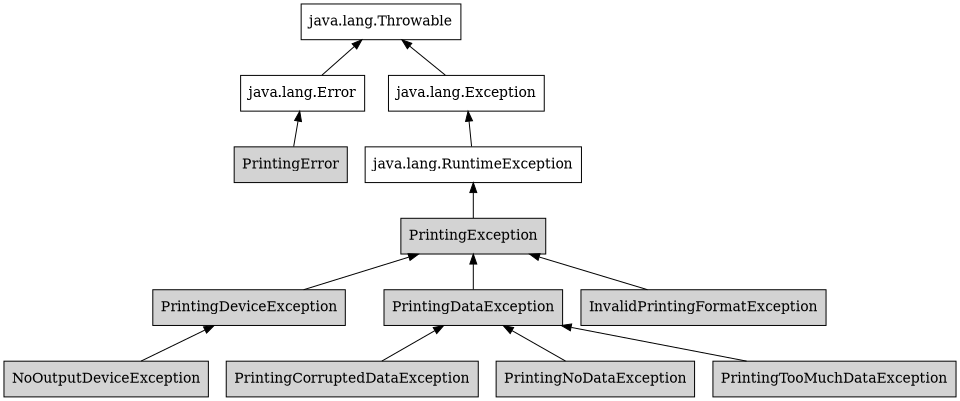 java.lang.Throwable
java.lang.Error
java.lang.Exception
PrintingError
java.lang.RuntimeException
PrintingException
PrintingDeviceException
PrintingDataException
InvalidPrintingFormatException
NoOutputDeviceException
PrintingCorruptedDataException
PrintingNoDataException
PrintingTooMuchDataException